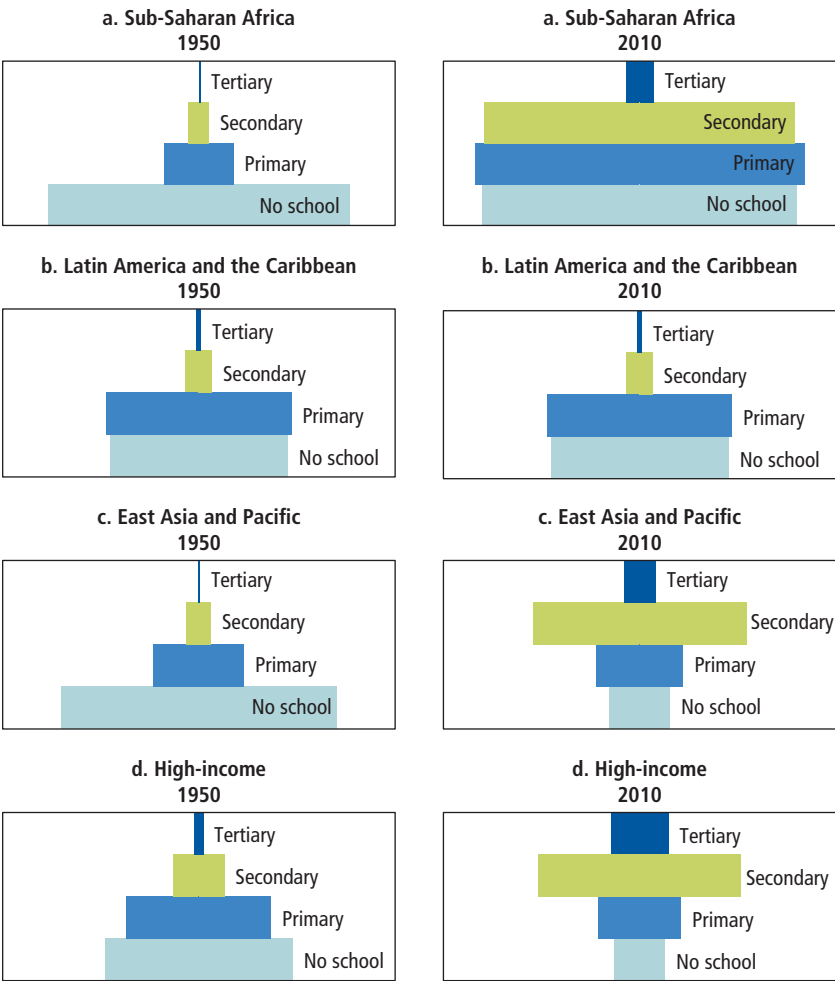 a. Sub-Saharan Africa
1950
Tertiary
Secondary
Primary
No school
a. Sub-Saharan Africa
2010
Tertiary
Secondary
Primary
No school
b. Latin America and the Caribbean
1950
Tertiary
Secondary
Primary
No school
b. Latin America and the Caribbean
2010
Tertiary
Secondary
Primary
No school
c. East Asia and Pacific
1950
Tertiary
Secondary
Primary
No school
c. East Asia and Pacific
2010
Tertiary
Secondary
Primary
No school
d. High-income
1950
Tertiary
Secondary
Primary
No school
d. High-income
2010
Tertiary
Secondary
Primary
No school